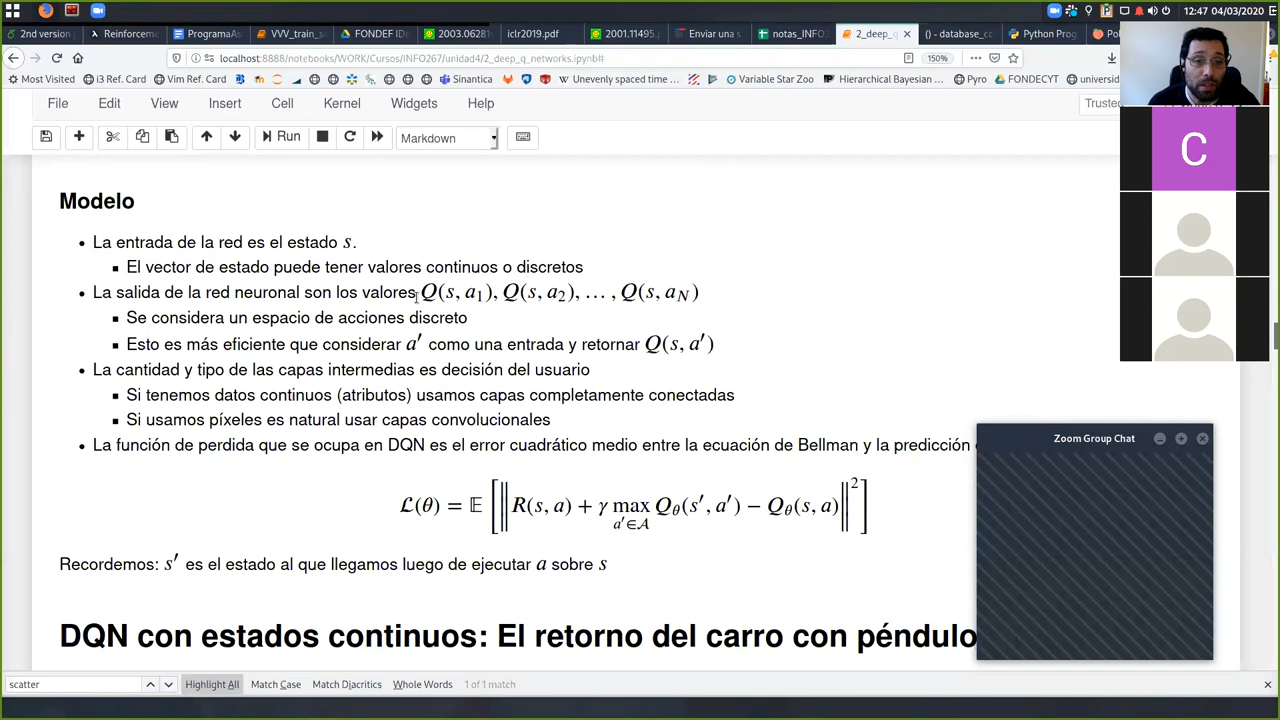 12:47 04/03/2020
2nd version
Reinforceme
ProgramaAs
VVV_train_s
FONDEF IDe
2003.06281
iclr2019.pdf
2001.11495.
Enviar una s
notas_INFO
2_deep_q
() - database_cc
Python Prog
localhost:8888/notebooks/WORK/Cursos/INFO267/unidad4/2_deep_q_networks.ipynb#
150%
Most Visited
i3 Ref. Card
Vim Ref. Card
Sinantica
Unevenly spaced time …
Variable Star Zoo
Hierarchical Bayesian …
Pyro
FONDECYT
universid
File Edit View Insert Cell Kernel Widgets Help
Trusted
Run
Markdown
Modelo
La entrada de la red es el estado s.
El vector de estado puede tener valores continuos o discretos
La salida de la red neuronal son los valores Q(s, a₁), Q(s, a₂), … , Q(s, a_N)
Se considera un espacio de acciones discreto
Esto es más eficiente que considerar a′ como una entrada y retornar Q(s, a′)
La cantidad y tipo de las capas intermedias es decisión del usuario
Si tenemos datos continuos (atributos) usamos capas completamente conectadas
Si usamos píxeles es natural usar capas convolucionales
La función de perdida que se ocupa en DQN es el error cuadrático medio entre la ecuación de Bellman y la predicción
ℒ(θ) = 𝔼 [‖R(s, a) + γ max_{a′∈𝒜} Q_θ(s′, a′) − Q_θ(s, a)‖²]
Recordemos: s′ es el estado al que llegamos luego de ejecutar a sobre s
DQN con estados continuos: El retorno del carro con péndulo
C
Zoom Group Chat
scatter
Highlight All
Match Case
Match Diacritics
Whole Words
1 of 1 match